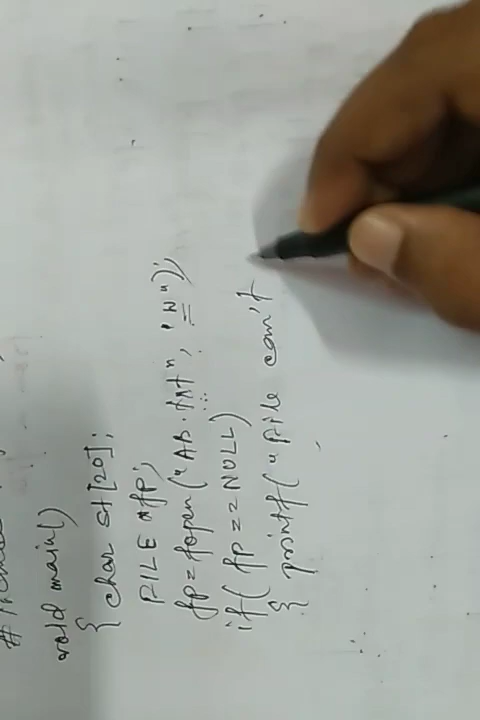 void main()
{ char st[20];
FILE *fp;
fp=fopen("AB.txt", "w");
if( fp==NULL)
{ printf("File can't